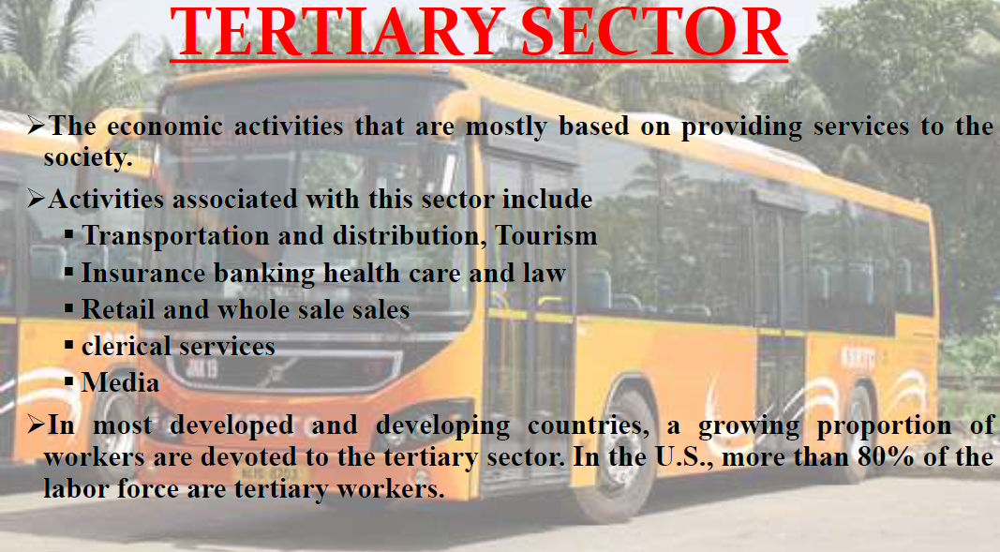 TERTIARY SECTOR
➢The economic activities that are mostly based on providing services to the
society.
➢Activities associated with this sector include
▪ Transportation and distribution, Tourism
▪ Insurance banking health care and law
▪ Retail and whole sale sales
▪ clerical services
▪ Media
➢In most developed and developing countries, a growing proportion of
workers are devoted to the tertiary sector. In the U.S., more than 80% of the
labor force are tertiary workers.
KSRTC